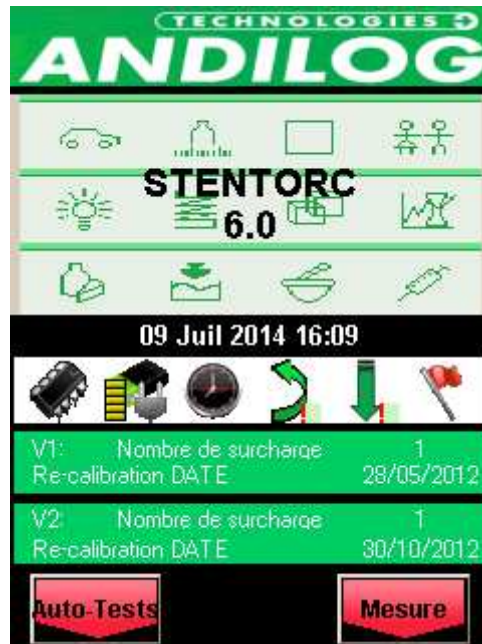 TECHNOLOGIES
ANDILOG
STENTORC
6.0
09 Juil 2014 16:09
V1: Nombre de surcharge 1
Re-calibration DATE 28/05/2012
V2: Nombre de surcharge 1
Re-calibration DATE 30/10/2012
Auto-Tests
Mesure